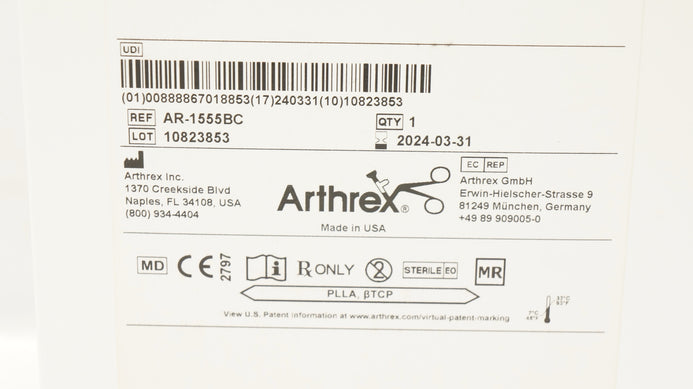 UDI
(01)00888867018853(17)240331(10)10823853
REF AR-1555BC
QTY 1
LOT 10823853
2024-03-31
Arthrex Inc.
1370 Creekside Blvd
Naples, FL 34108, USA
(800) 934-4404
Arthrex®
Made in USA
EC REP
Arthrex GmbH
Erwin-Hielscher-Strasse 9
81249 München, Germany
+49 89 909005-0
MD CE 2797 i Rx ONLY 2 STERILE EO MR
PLLA, βTCP
View U.S. Patent information at www.arthrex.com/virtual-patent-marking